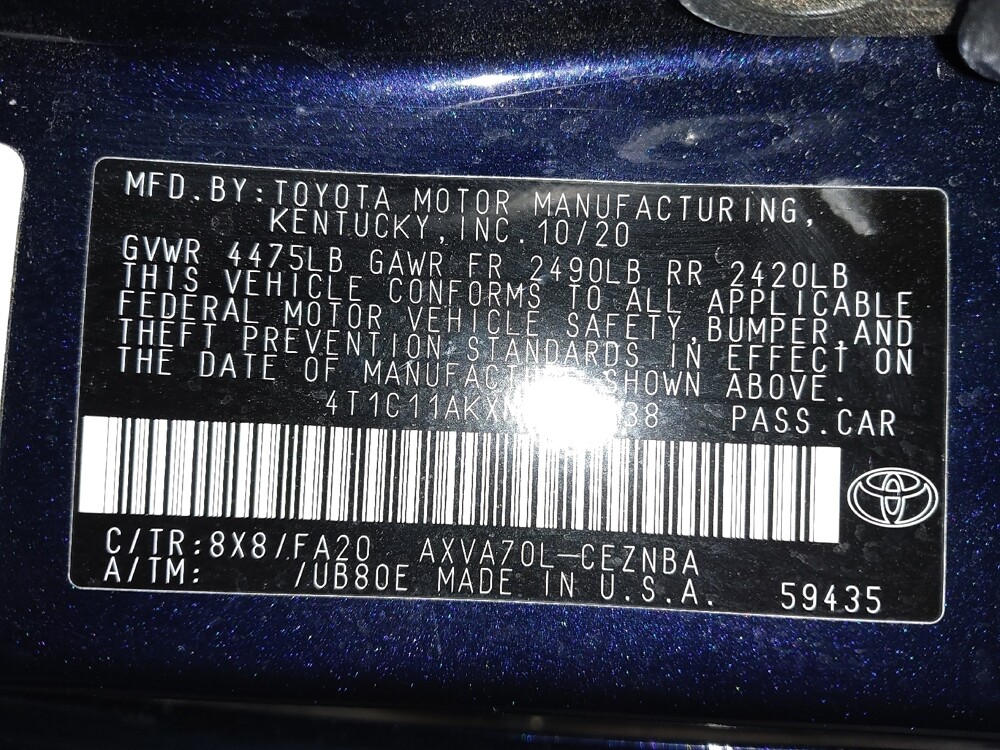 MFD.BY:TOYOTA MOTOR MANUFACTURING,
KENTUCKY,INC.10/20
GVWR 4475LB GAWR FR 2490LB RR 2420LB
THIS VEHICLE CONFORMS TO ALL APPLICABLE
FEDERAL MOTOR VEHICLE SAFETY,BUMPER,AND
THEFT PREVENTION STANDARDS IN EFFECT ON
THE DATE OF MANUFACTURE SHOWN ABOVE.
PASS.CAR
C/TR:8X8/FA20 AXVA70L-CEZNBA
A/TM: /UB80E MADE IN U.S.A. 59435